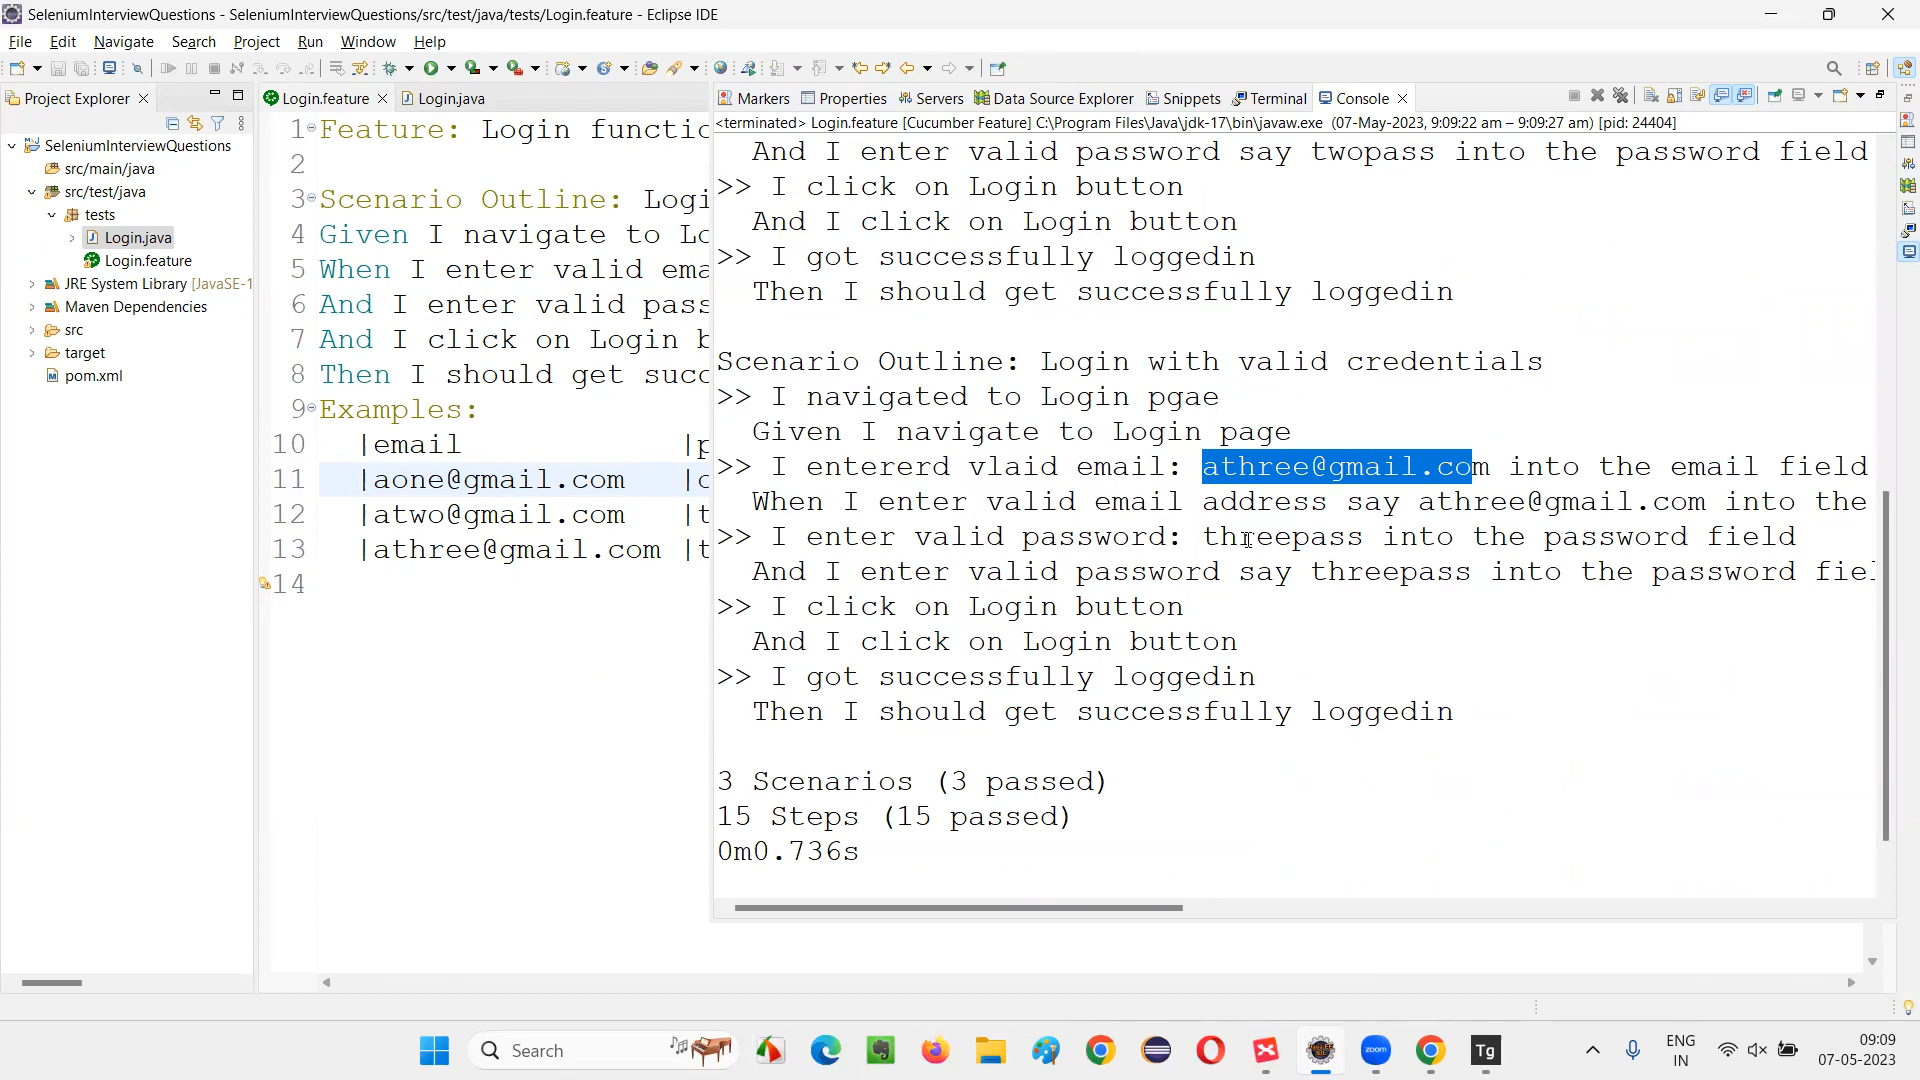 SeleniumInterviewQuestions - SeleniumInterviewQuestions/src/test/java/tests/Login.feature - Eclipse IDE
File Edit Navigate Search Project Run Window Help
Project Explorer
SeleniumInterviewQuestions
src/main/java
src/test/java
tests
Login.java
Login.feature
JRE System Library [JavaSE-1
Maven Dependencies
src
target
pom.xml
Login.feature Login.java
1 Feature: Login functio
2
3 Scenario Outline: Logi
4 Given I navigate to Lo
5 When I enter valid ema
6 And I enter valid pass
7 And I click on Login b
8 Then I should get succ
9 Examples:
10 |email |p
11 |aone@gmail.com |o
12 |atwo@gmail.com |t
13 |athree@gmail.com |t
14
Markers Properties Servers Data Source Explorer Snippets Terminal Console
<terminated> Login.feature [Cucumber Feature] C:\Program Files\Java\jdk-17\bin\javaw.exe (07-May-2023, 9:09:22 am – 9:09:27 am) [pid: 24404]
And I enter valid password say twopass into the password field
>> I click on Login button
And I click on Login button
>> I got successfully loggedin
Then I should get successfully loggedin
Scenario Outline: Login with valid credentials
>> I navigated to Login pgae
Given I navigate to Login page
>> I entererd vlaid email: athree@gmail.com into the email field
When I enter valid email address say athree@gmail.com into the
>> I enter valid password: threepass into the password field
And I enter valid password say threepass into the password fiel
>> I click on Login button
And I click on Login button
>> I got successfully loggedin
Then I should get successfully loggedin
3 Scenarios (3 passed)
15 Steps (15 passed)
0m0.736s
Search
zoom
Tg
ENG
IN
09:09
07-05-2023